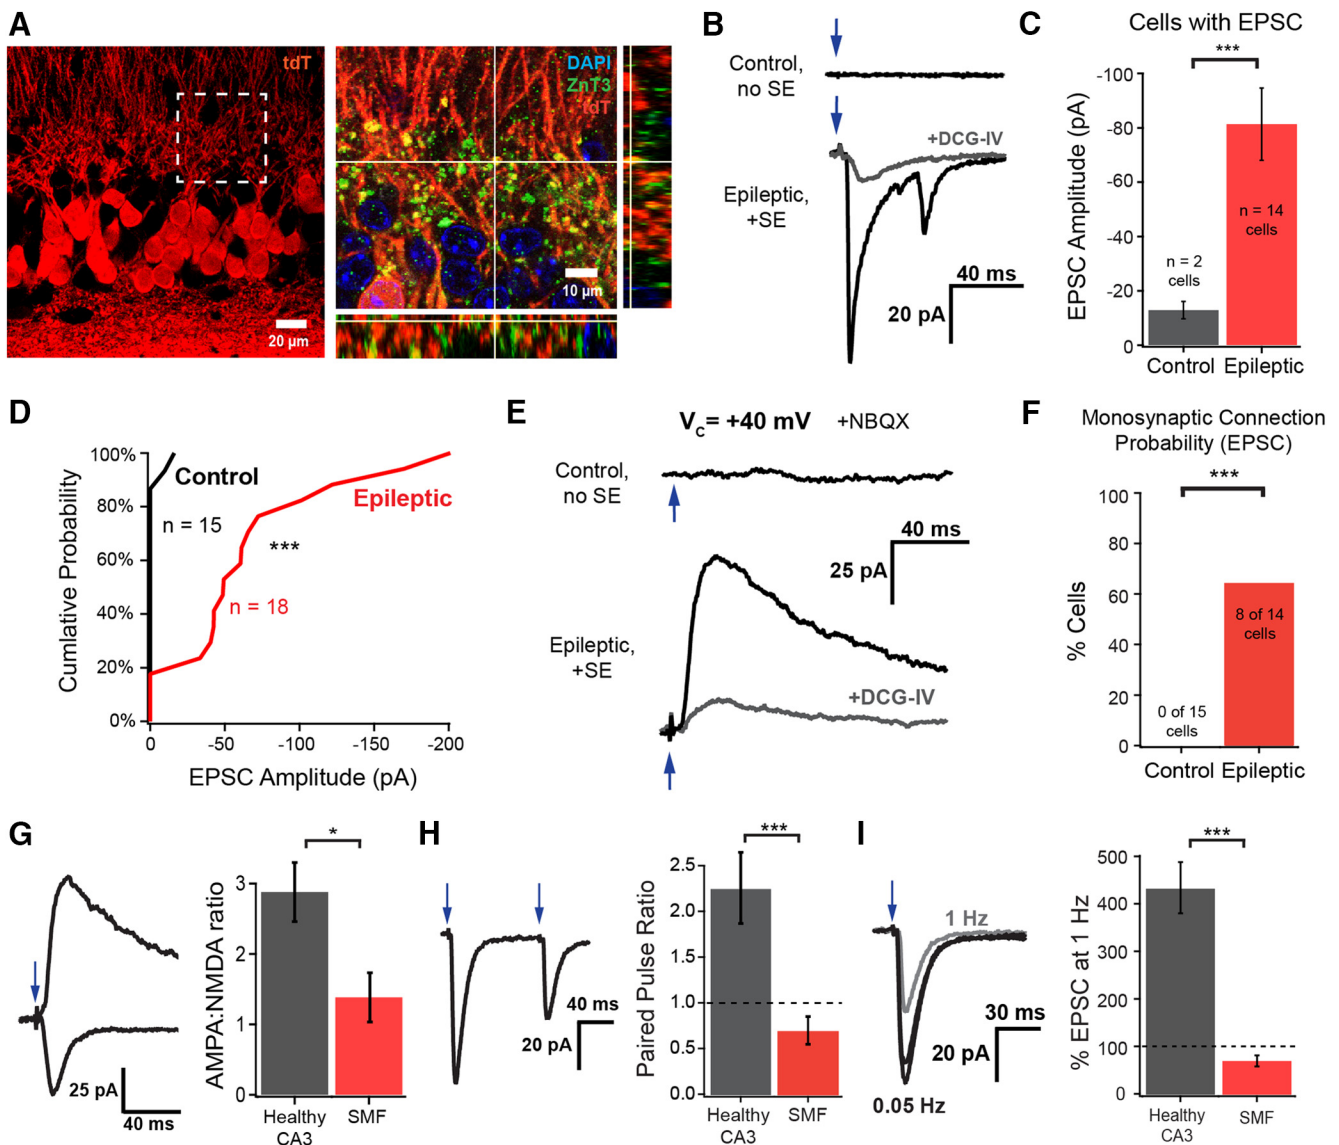 A
tdT
20 µm
DAPI
ZnT3
tdT
10 µm
B
Control,
no SE
+DCG-IV
Epileptic,
+SE
40 ms
20 pA
C
Cells with EPSC
***
EPSC Amplitude (pA)
-100
-80
-60
-40
-20
0
n = 2
cells
n = 14
cells
Control
Epileptic
D
Cumlative Probability
100%
80%
60%
40%
20%
0%
Control
n = 15
Epileptic
***
n = 18
0
-50
-100
-150
-200
EPSC Amplitude (pA)
E
Vc= +40 mV +NBQX
Control,
no SE
40 ms
25 pA
Epileptic,
+SE
+DCG-IV
F
Monosynaptic Connection
Probability (EPSC)
***
% Cells
100
80
60
40
20
0
0 of 15
cells
8 of 14
cells
Control
Epileptic
G
25 pA
40 ms
*
AMPA:NMDA ratio
3
2
1
0
Healthy
CA3
SMF
H
40 ms
20 pA
***
Paired Pulse Ratio
2.5
2.0
1.5
1.0
0.5
0.0
Healthy
CA3
SMF
I
1 Hz
30 ms
20 pA
0.05 Hz
***
% EPSC at 1 Hz
500
400
300
200
100
0
Healthy
CA3
SMF